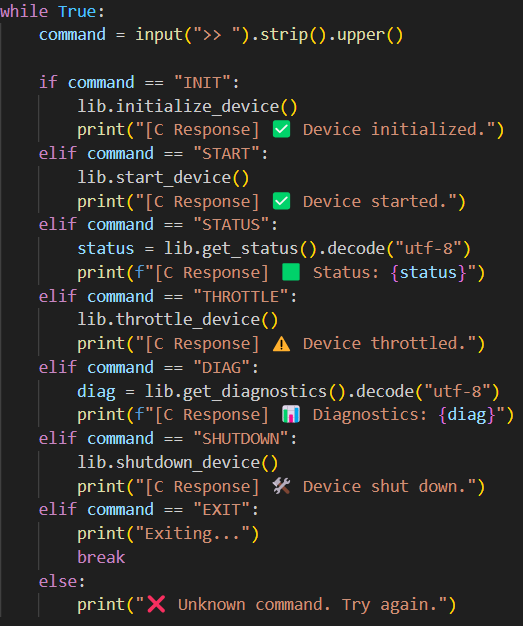 while True:
    command = input(">> ").strip().upper()

    if command == "INIT":
        lib.initialize_device()
        print("[C Response] ✅ Device initialized.")
    elif command == "START":
        lib.start_device()
        print("[C Response] ✅ Device started.")
    elif command == "STATUS":
        status = lib.get_status().decode("utf-8")
        print(f"[C Response] 🟩 Status: {status}")
    elif command == "THROTTLE":
        lib.throttle_device()
        print("[C Response] ⚠️ Device throttled.")
    elif command == "DIAG":
        diag = lib.get_diagnostics().decode("utf-8")
        print(f"[C Response] 📊 Diagnostics: {diag}")
    elif command == "SHUTDOWN":
        lib.shutdown_device()
        print("[C Response] 🛠️ Device shut down.")
    elif command == "EXIT":
        print("Exiting...")
        break
    else:
        print("❌ Unknown command. Try again.")